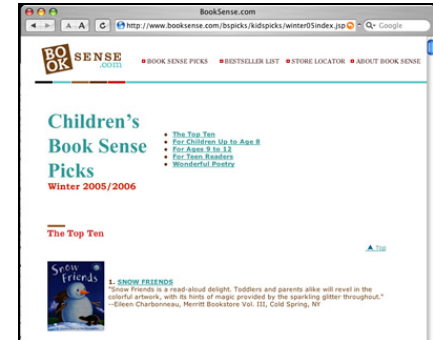 BookSense.com
A A C http://www.booksense.com/bspicks/kidspicks/winter05index.jsp Q- Google
BO
OK SENSE
.com
BOOK SENSE PICKS BESTSELLER LIST STORE LOCATOR ABOUT BOOK SENSE
Children's
Book Sense
Picks
Winter 2005/2006
The Top Ten
For Children Up to Age 8
For Ages 9 to 12
For Teen Readers
Wonderful Poetry
The Top Ten
Top
Snow
Friends
1. SNOW FRIENDS
"Snow Friends is a read-aloud delight. Toddlers and parents alike will revel in the
colorful artwork, with its hints of magic provided by the sparkling glitter throughout."
--Eileen Charbonneau, Merritt Bookstore Vol. III, Cold Spring, NY